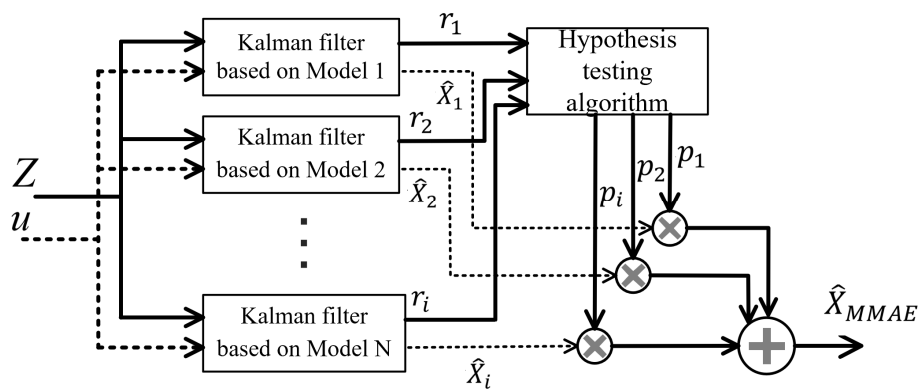 Kalman filter
based on Model 1
r₁
X̂₁
Hypothesis
testing
algorithm
Kalman filter
based on Model 2
r₂
X̂₂
p₁
p₂
pᵢ
Z
u
Kalman filter
based on Model N
rᵢ
X̂ᵢ
X̂_MMAE